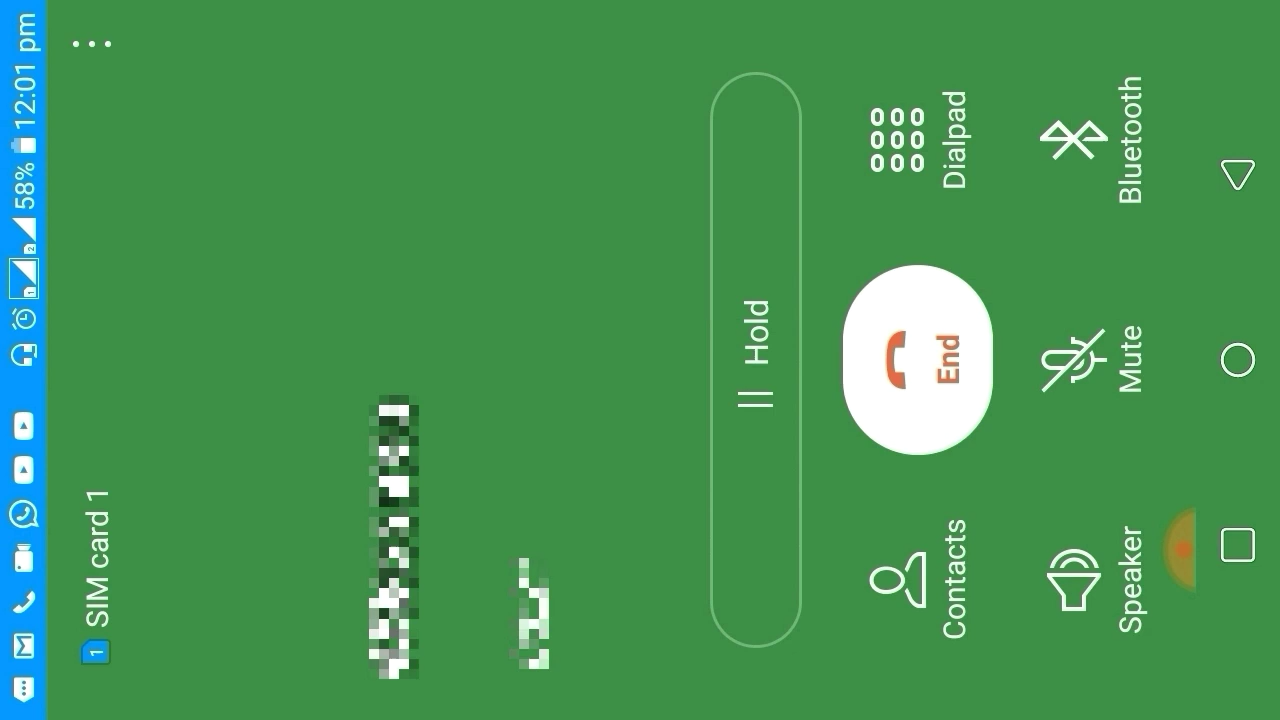 58% 12:01 pm
SIM card 1
Hold
Contacts
End
Dialpad
Speaker
Mute
Bluetooth